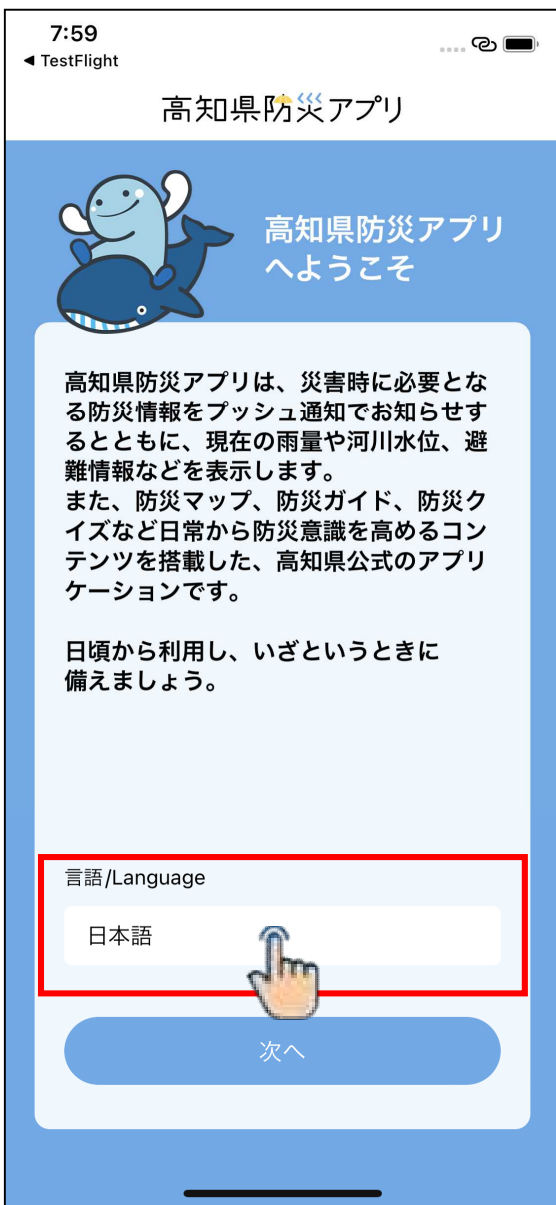 7:59
◀ TestFlight
高知県防災アプリ
高知県防災アプリ
へようこそ
高知県防災アプリは、災害時に必要とな
る防災情報をプッシュ通知でお知らせす
るとともに、現在の雨量や河川水位、避
難情報などを表示します。
また、防災マップ、防災ガイド、防災ク
イズなど日常から防災意識を高めるコン
テンツを搭載した、高知県公式のアプリ
ケーションです。
日頃から利用し、いざというときに
備えましょう。
言語/Language
日本語
次へ